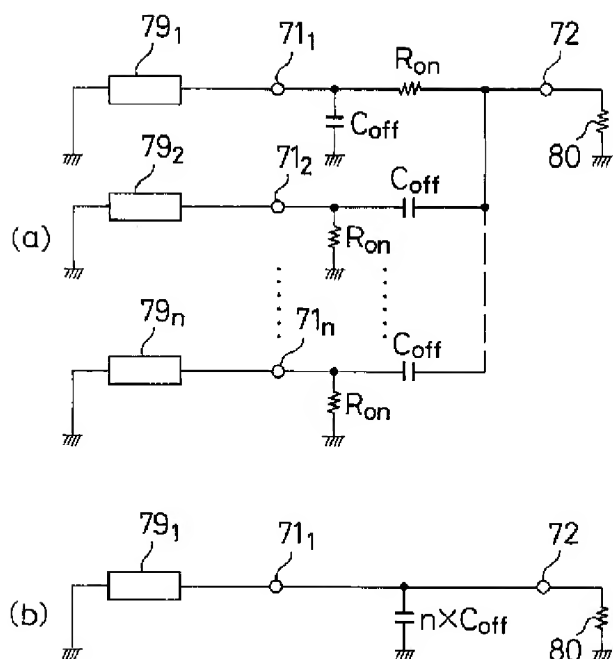 79₁ 71₁ Rₒₙ 72
Coff
80
79₂ 71₂ Coff
(a)
Rₒₙ
79ₙ 71ₙ Coff
Rₒₙ
79₁ 71₁ 72
(b)
n×Coff
80